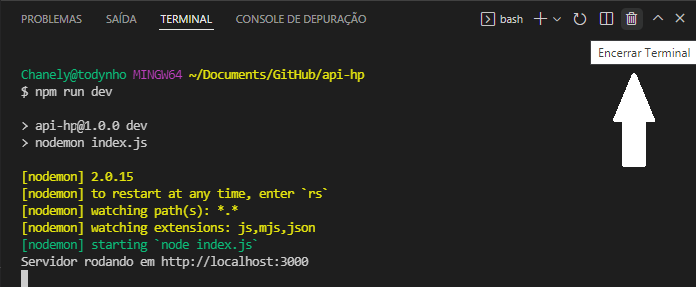 PROBLEMAS SAÍDA TERMINAL CONSOLE DE DEPURAÇÃO bash
Encerrar Terminal
Chanely@todynho MINGW64 ~/Documents/GitHub/api-hp
$ npm run dev
> api-hp@1.0.0 dev
> nodemon index.js
[nodemon] 2.0.15
[nodemon] to restart at any time, enter `rs`
[nodemon] watching path(s): *.*
[nodemon] watching extensions: js,mjs,json
[nodemon] starting `node index.js`
Servidor rodando em http://localhost:3000